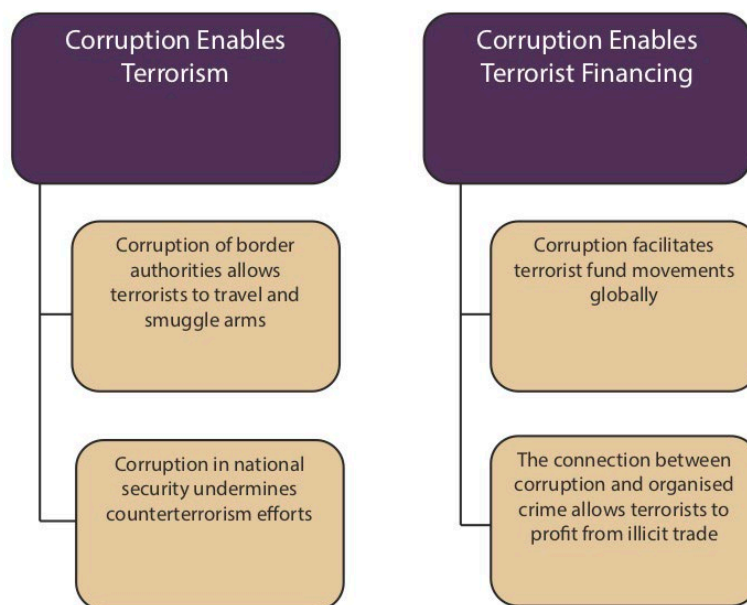 Corruption Enables
Terrorism
Corruption of border
authorities allows
terrorists to travel and
smuggle arms
Corruption in national
security undermines
counterterrorism efforts
Corruption Enables
Terrorist Financing
Corruption facilitates
terrorist fund movements
globally
The connection between
corruption and organised
crime allows terrorists to
profit from illicit trade